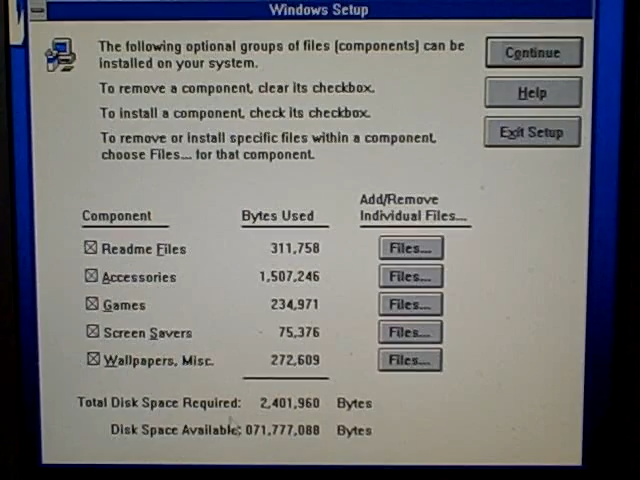 Windows Setup
The following optional groups of files (components) can be
installed on your system.
Continue
To remove a component, clear its checkbox.
Help
To install a component, check its checkbox.
To remove or install specific files within a component,
choose Files... for that component.
Exit Setup
Component Bytes Used Add/Remove
Individual Files...
Readme Files 311,758 Files...
Accessories 1,507,246 Files...
Games 234,971 Files...
Screen Savers 75,376 Files...
Wallpapers, Misc. 272,609 Files...
Total Disk Space Required: 2,401,960 Bytes
Disk Space Available: 071,777,088 Bytes